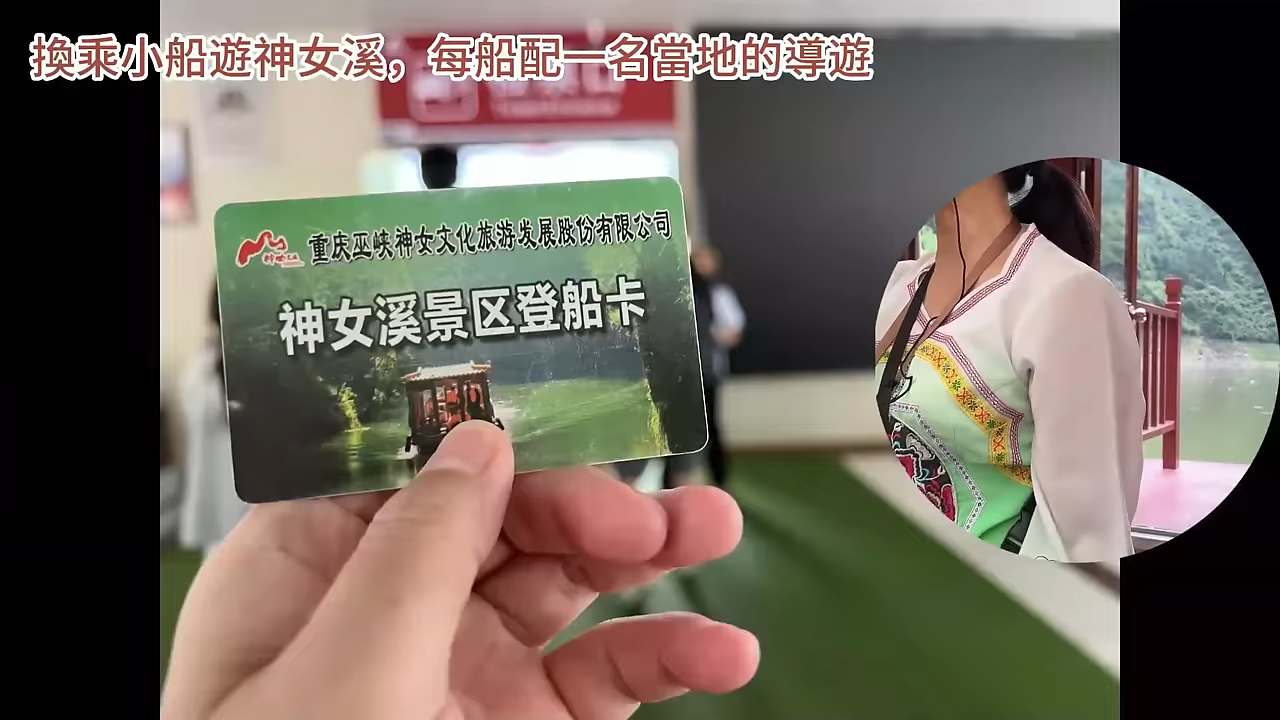 換乘小船遊神女溪，每船配一名當地的導遊
重庆巫峡神女文化旅游发展股份有限公司
神女溪景区登船卡